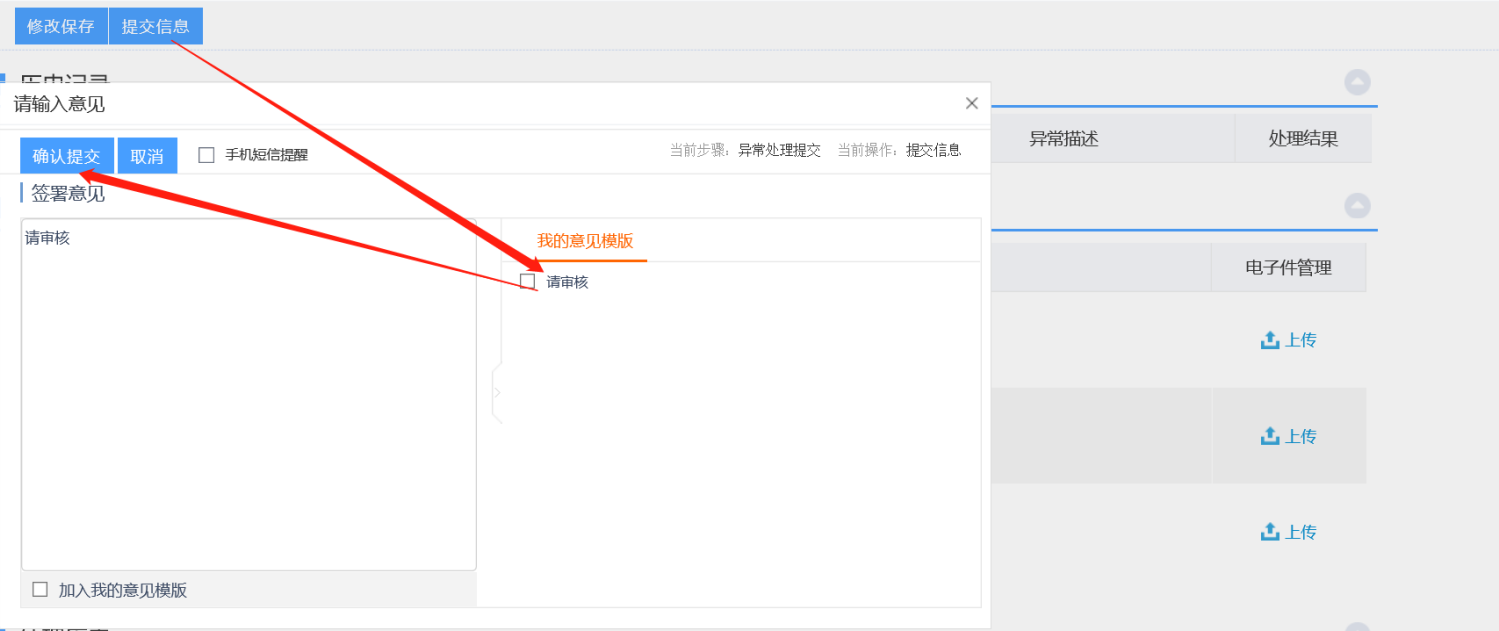 修改保存 提交信息
历史记录
请输入意见
异常描述 处理结果
确认提交 取消 手机短信提醒 当前步骤：异常处理提交 当前操作：提交信息
签署意见
请审核 我的意见模版
电子件管理
请审核
上传
上传
上传
加入我的意见模版